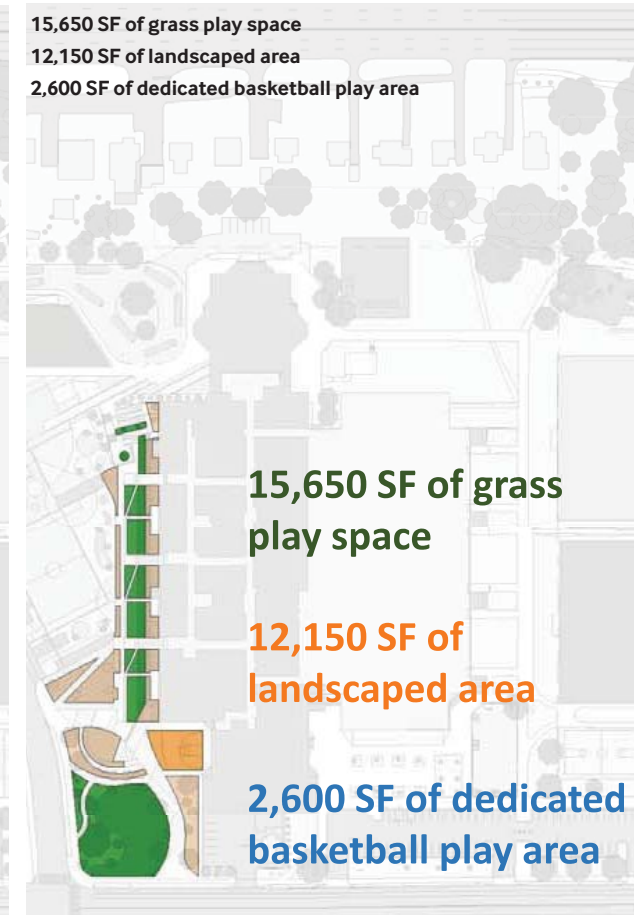 15,650 SF of grass play space
12,150 SF of landscaped area
2,600 SF of dedicated basketball play area
15,650 SF of grass
play space
12,150 SF of
landscaped area
2,600 SF of dedicated
basketball play area